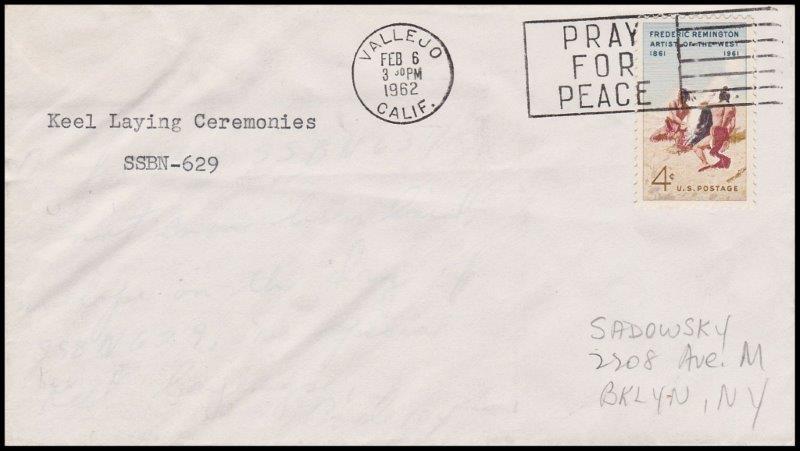 VALLEJO
FEB 6
3 30 PM
1962
CALIF.
PRAY
FOR
PEACE
FREDERIC REMINGTON
ARTIST OF THE WEST
1861 1961
4¢ U.S. POSTAGE
Keel Laying Ceremonies
SSBN-629
SADOWSKY
2208 Ave. M
BKLYN, NY